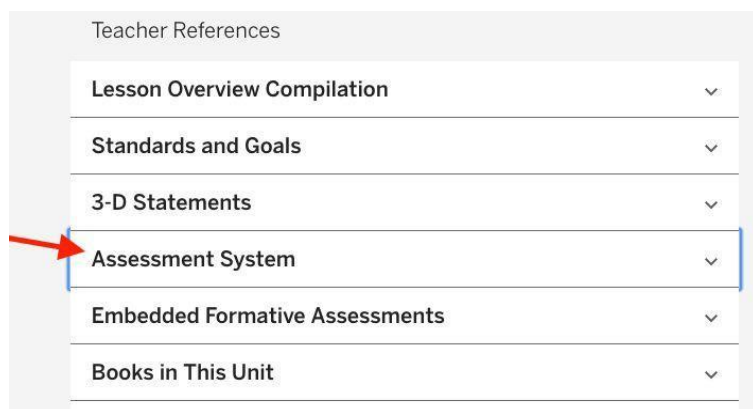 Teacher References
Lesson Overview Compilation
Standards and Goals
3-D Statements
Assessment System
Embedded Formative Assessments
Books in This Unit